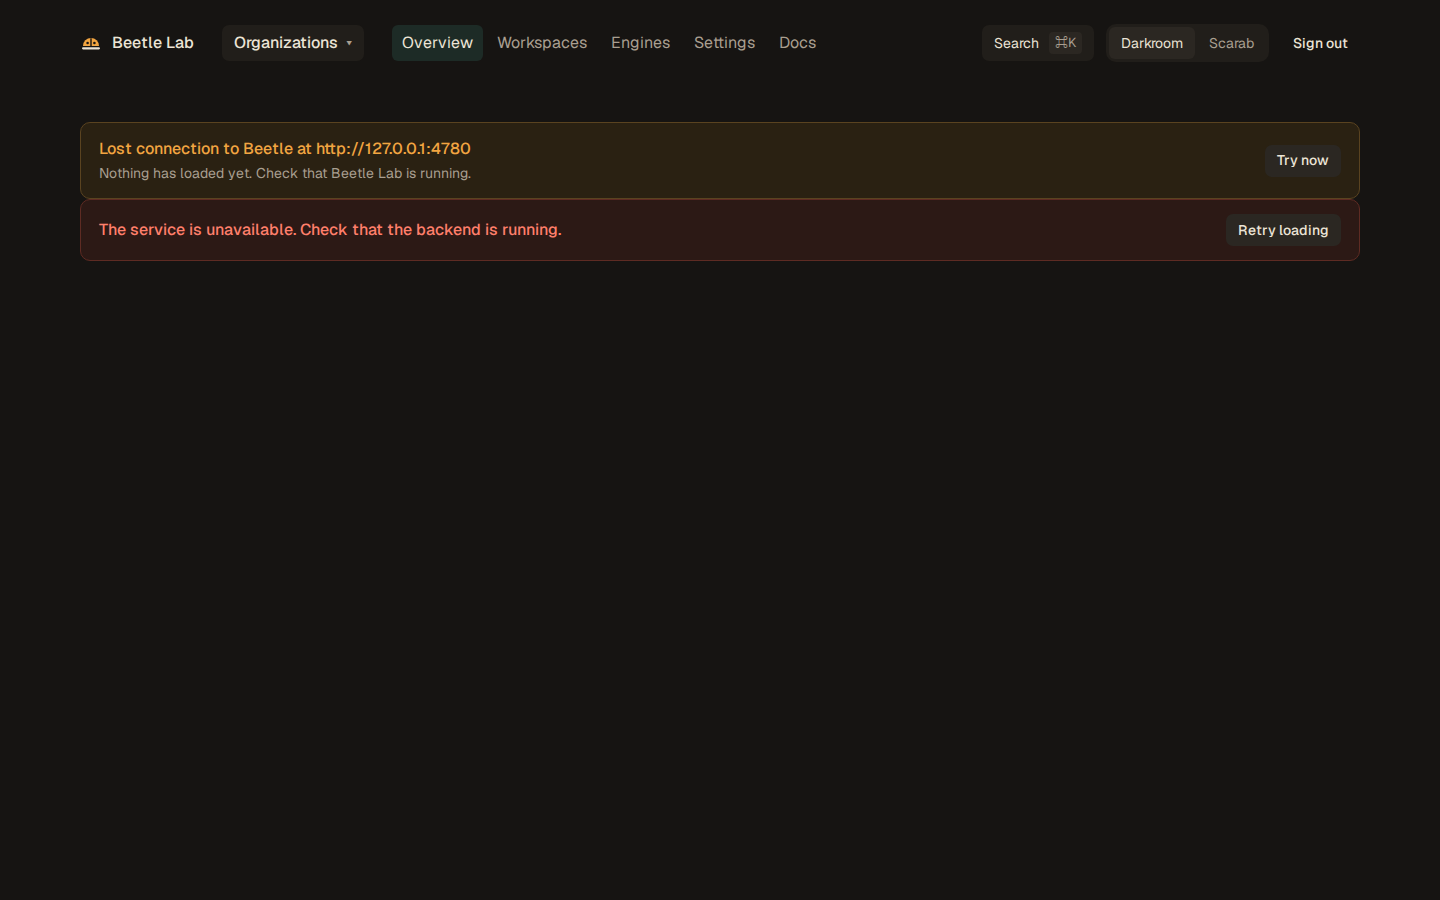 Beetle Lab
Organizations
Overview
Workspaces
Engines
Settings
Docs
Search ⌘K
Darkroom
Scarab
Sign out
Lost connection to Beetle at http://127.0.0.1:4780
Nothing has loaded yet. Check that Beetle Lab is running.
Try now
The service is unavailable. Check that the backend is running.
Retry loading